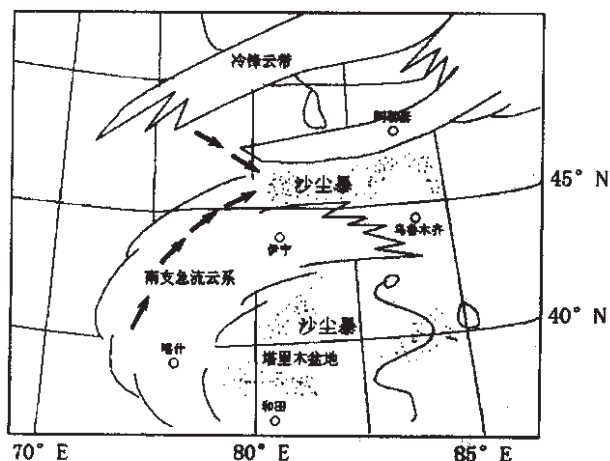 冷锋云带
阿勒泰
沙尘暴
45° N
乌鲁木齐
伊宁
南支急流云系
沙尘暴
40° N
喀什
塔里木盆地
和田
70° E
80° E
85° E